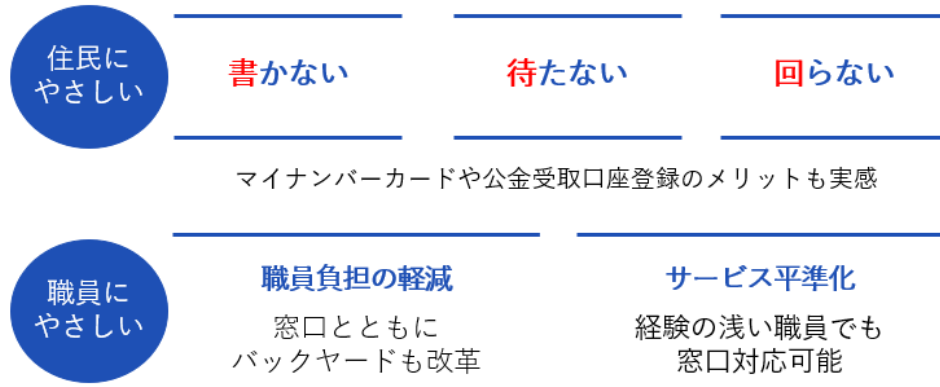 住民に
やさしい
書かない
待たない
回らない
マイナンバーカードや公金受取口座登録のメリットも実感
職員に
やさしい
職員負担の軽減
窓口とともに
バックヤードも改革
サービス平準化
経験の浅い職員でも
窓口対応可能